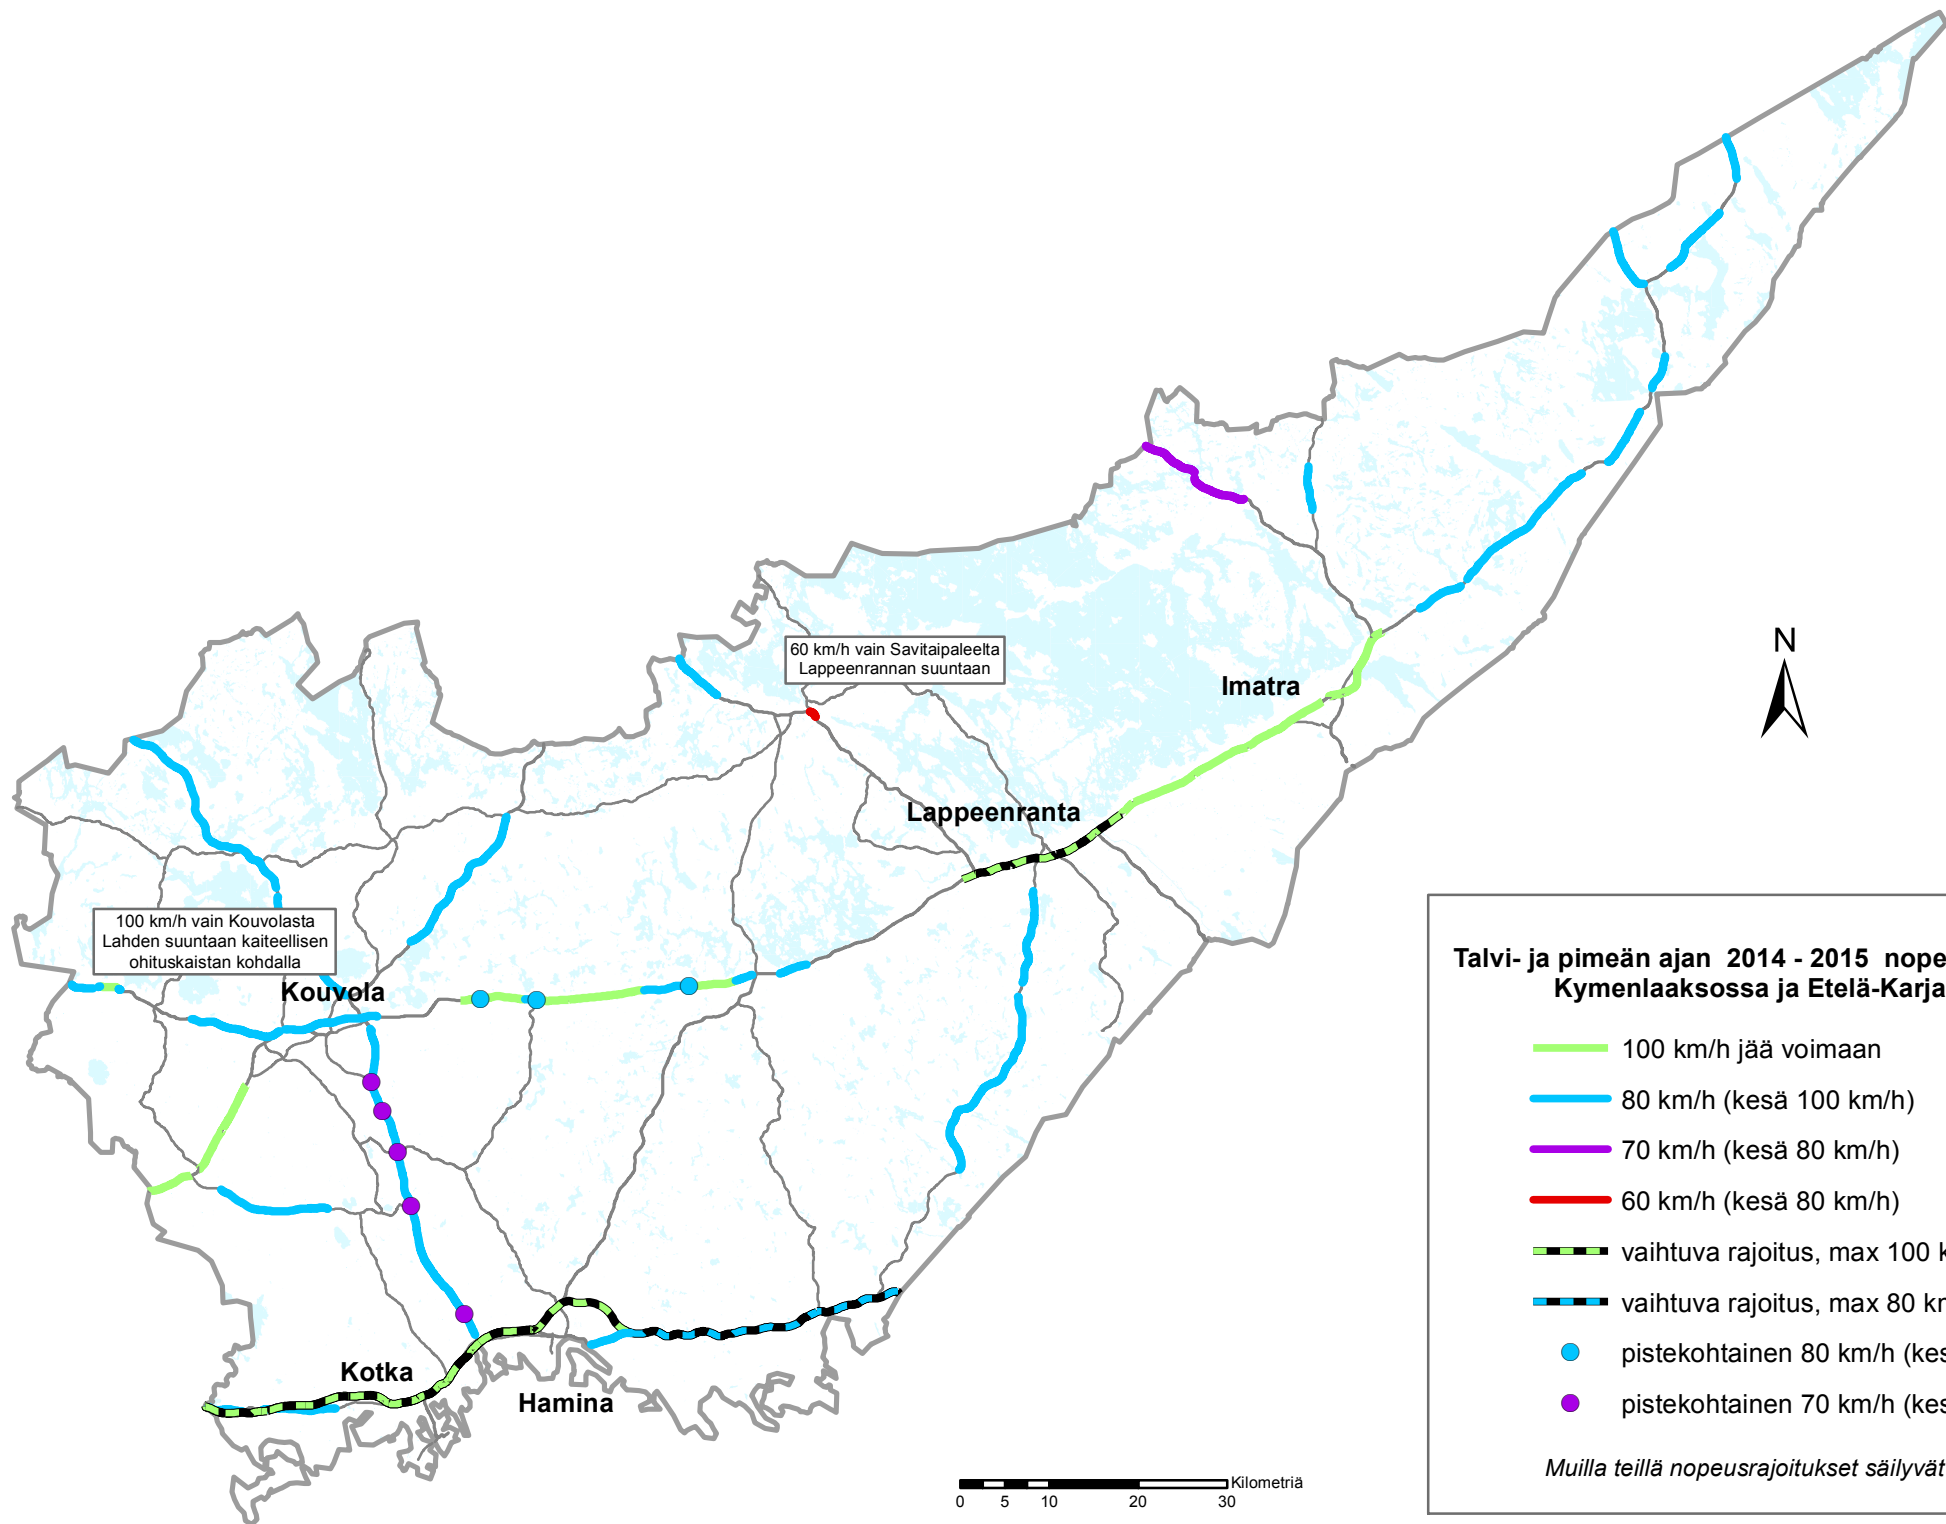 N
60 km/h vain Savitaipaleelta
Lappeenrannan suuntaan
Imatra
Lappeenranta
100 km/h vain Kouvolasta
Lahden suuntaan kaiteellisen
ohituskaistan kohdalla
Kouvola
Kotka
Hamina
Talvi- ja pimeän ajan 2014 - 2015 nope
Kymenlaaksossa ja Etelä-Karja
100 km/h jää voimaan
80 km/h (kesä 100 km/h)
70 km/h (kesä 80 km/h)
60 km/h (kesä 80 km/h)
vaihtuva rajoitus, max 100 k
vaihtuva rajoitus, max 80 km
pistekohtainen 80 km/h (kes
pistekohtainen 70 km/h (kes
Muilla teillä nopeusrajoitukset säilyvät
Kilometriä
0 5 10 20 30